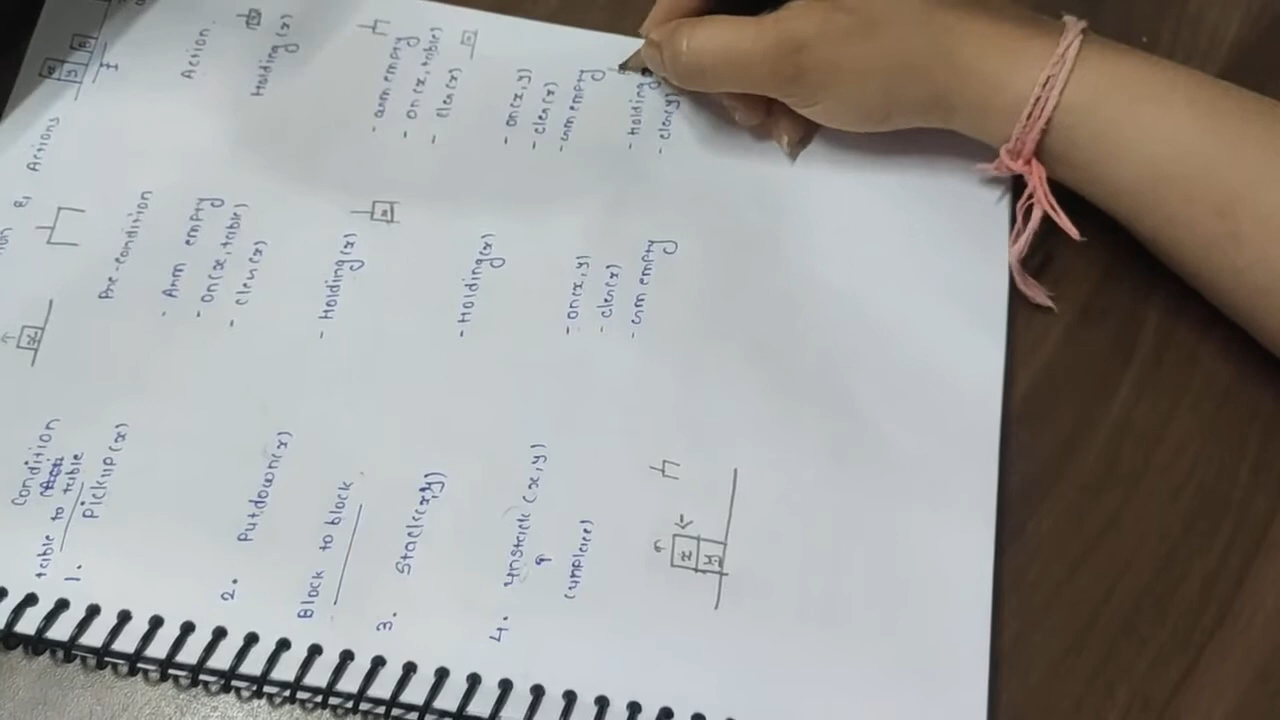 Condition
Actions
table to table
Pre-condition
Action
1. Pickup(x)
- Arm empty
- on(x,table)
- clear(x)
Holding(x)
2. Putdown(x)
- Holding(x)
- arm empty
- on(x,table)
- clear(x)
Block to block
3. Stack(x,y)
- Holding(x)
- on(x,y)
- clear(x)
- arm empty
4. unstack (x,y)
(unplace)
- on(x,y)
- clear(x)
- arm empty
- Holding
- clear(y)
x
y